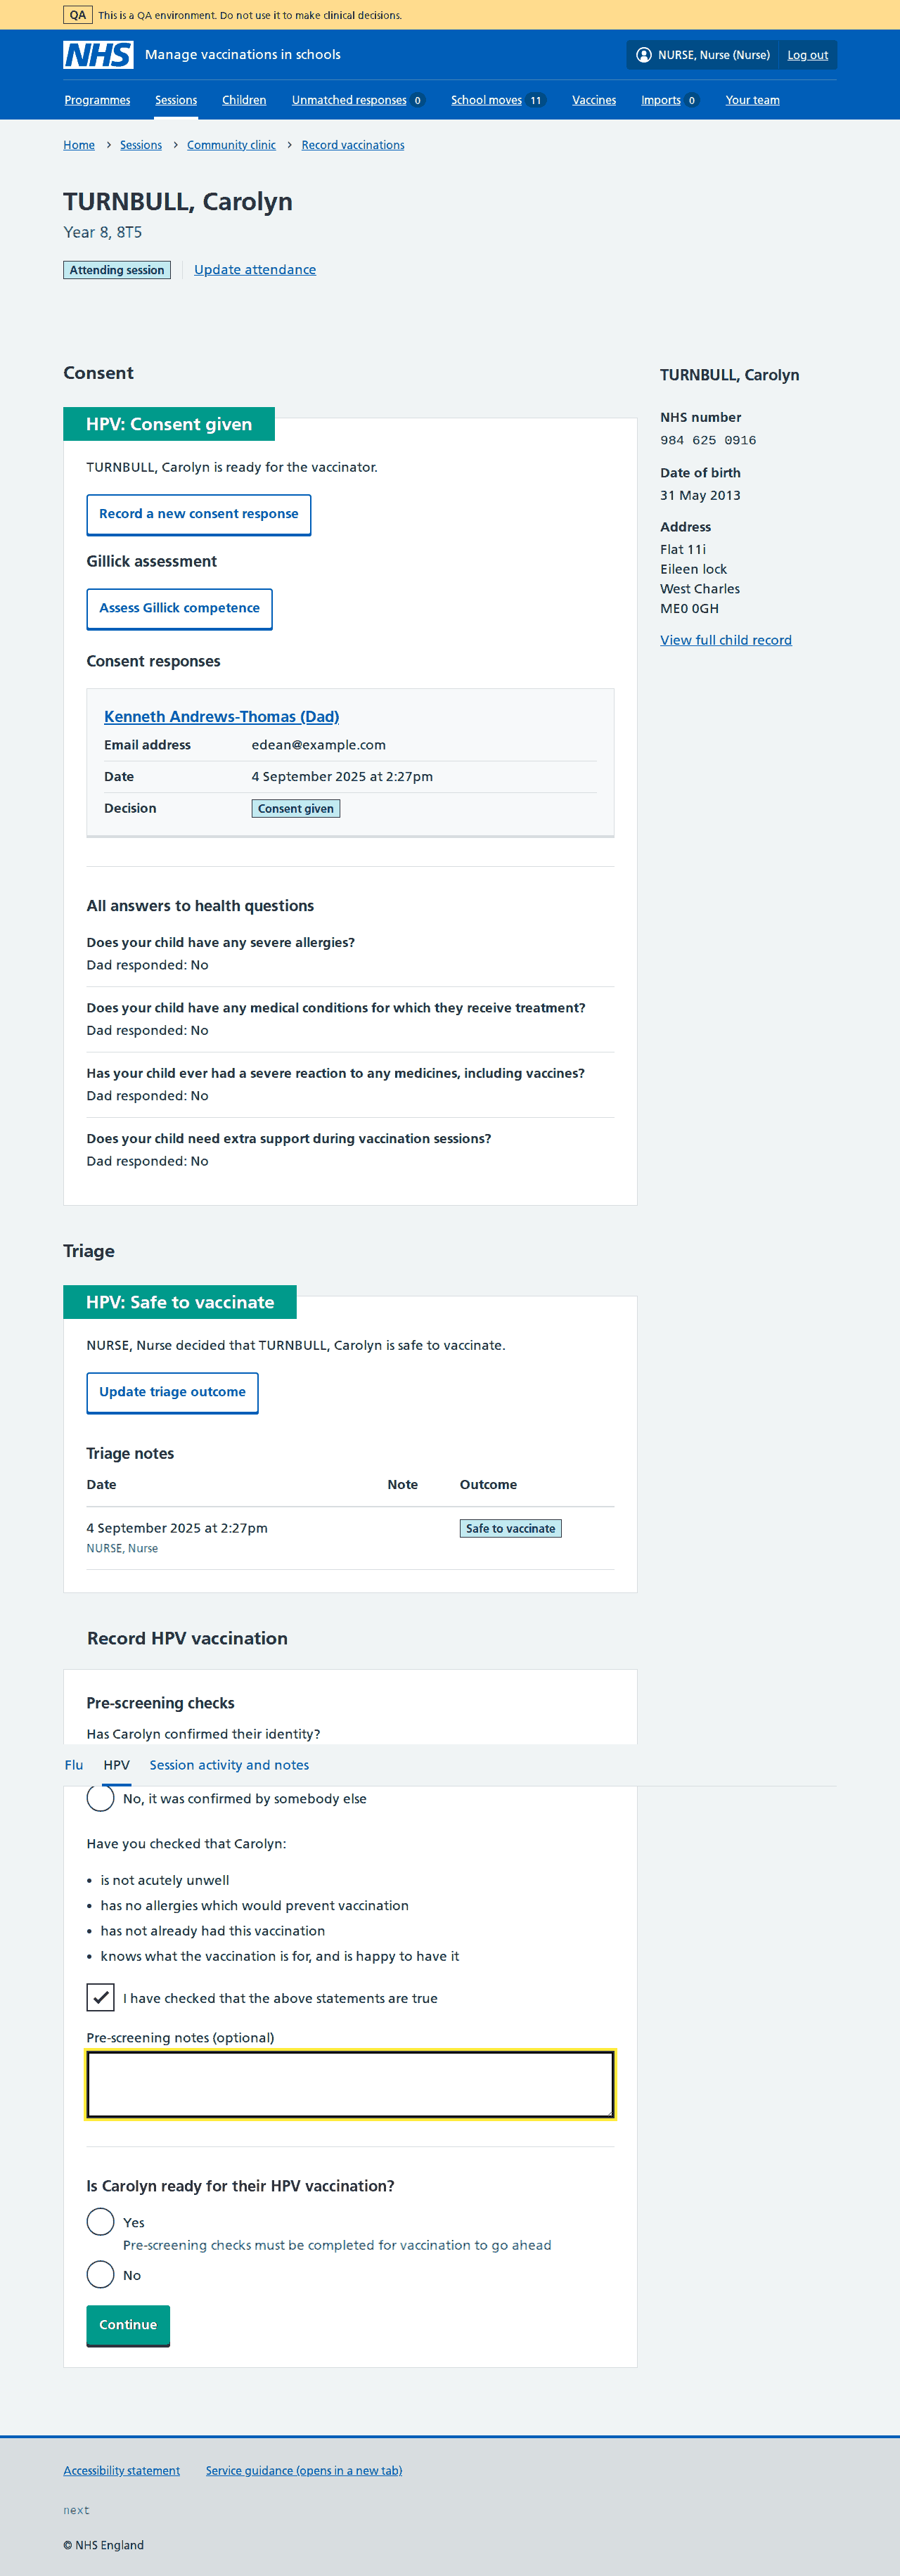 QA This is a QA environment. Do not use it to make clinical decisions.
NHS Manage vaccinations in schools NURSE, Nurse (Nurse) Log out
Programmes Sessions Children Unmatched responses 0 School moves 11 Vaccines Imports 0 Your team
Home > Sessions > Community clinic > Record vaccinations
TURNBULL, Carolyn
Year 8, 8T5
Attending session Update attendance
Consent
HPV: Consent given
TURNBULL, Carolyn is ready for the vaccinator.
Record a new consent response
Gillick assessment
Assess Gillick competence
Consent responses
Kenneth Andrews-Thomas (Dad)
Email address edean@example.com
Date 4 September 2025 at 2:27pm
Decision Consent given
All answers to health questions
Does your child have any severe allergies?
Dad responded: No
Does your child have any medical conditions for which they receive treatment?
Dad responded: No
Has your child ever had a severe reaction to any medicines, including vaccines?
Dad responded: No
Does your child need extra support during vaccination sessions?
Dad responded: No
TURNBULL, Carolyn
NHS number
984 625 0916
Date of birth
31 May 2013
Address
Flat 11i
Eileen lock
West Charles
ME0 0GH
View full child record
Triage
HPV: Safe to vaccinate
NURSE, Nurse decided that TURNBULL, Carolyn is safe to vaccinate.
Update triage outcome
Triage notes
Date Note Outcome
4 September 2025 at 2:27pm Safe to vaccinate
NURSE, Nurse
Record HPV vaccination
Pre-screening checks
Has Carolyn confirmed their identity?
Flu HPV Session activity and notes
No, it was confirmed by somebody else
Have you checked that Carolyn:
• is not acutely unwell
• has no allergies which would prevent vaccination
• has not already had this vaccination
• knows what the vaccination is for, and is happy to have it
I have checked that the above statements are true
Pre-screening notes (optional)
Is Carolyn ready for their HPV vaccination?
Yes
Pre-screening checks must be completed for vaccination to go ahead
No
Continue
Accessibility statement Service guidance (opens in a new tab)
next
© NHS England